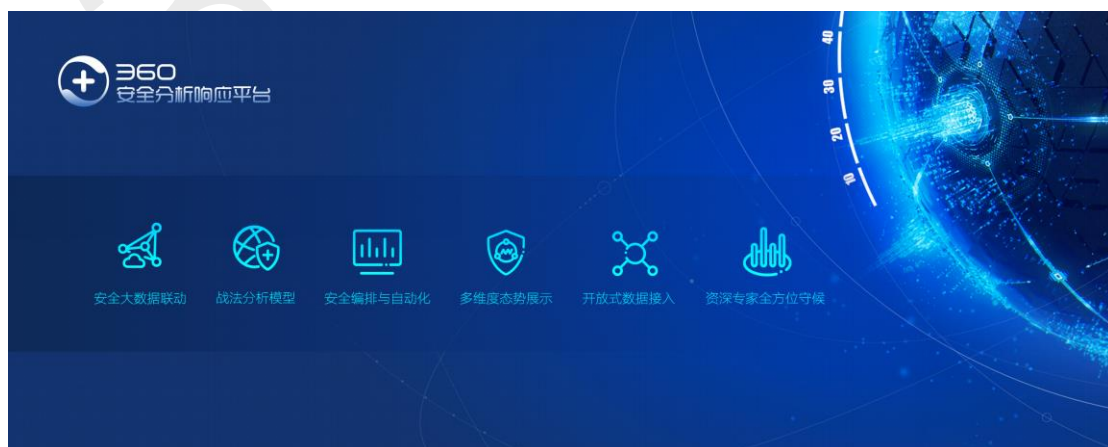 360
安全分析响应平台
40
30
20
10
安全大数据联动
战法分析模型
安全编排与自动化
多维度态势展示
开放式数据接入
资深专家全方位守候